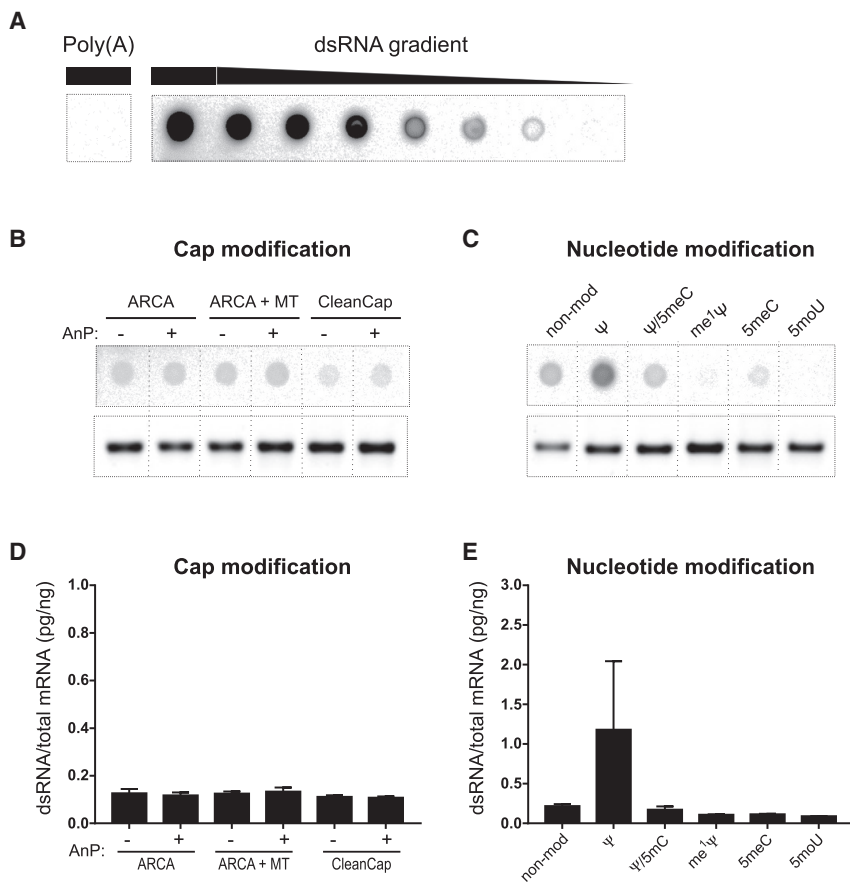 A
Poly(A) dsRNA gradient
B
Cap modification
ARCA ARCA + MT CleanCap
AnP: - + - + - +
C
Nucleotide modification
non-mod Ψ Ψ/5meC me¹Ψ 5meC 5moU
D
Cap modification
dsRNA/total mRNA (pg/ng)
1.0
0.8
0.6
0.4
0.2
0.0
AnP: - + - + - +
ARCA ARCA + MT CleanCap
E
Nucleotide modification
dsRNA/total mRNA (pg/ng)
3.0
2.5
2.0
1.5
1.0
0.5
0.0
non-mod Ψ Ψ/5mC me¹Ψ 5meC 5moU